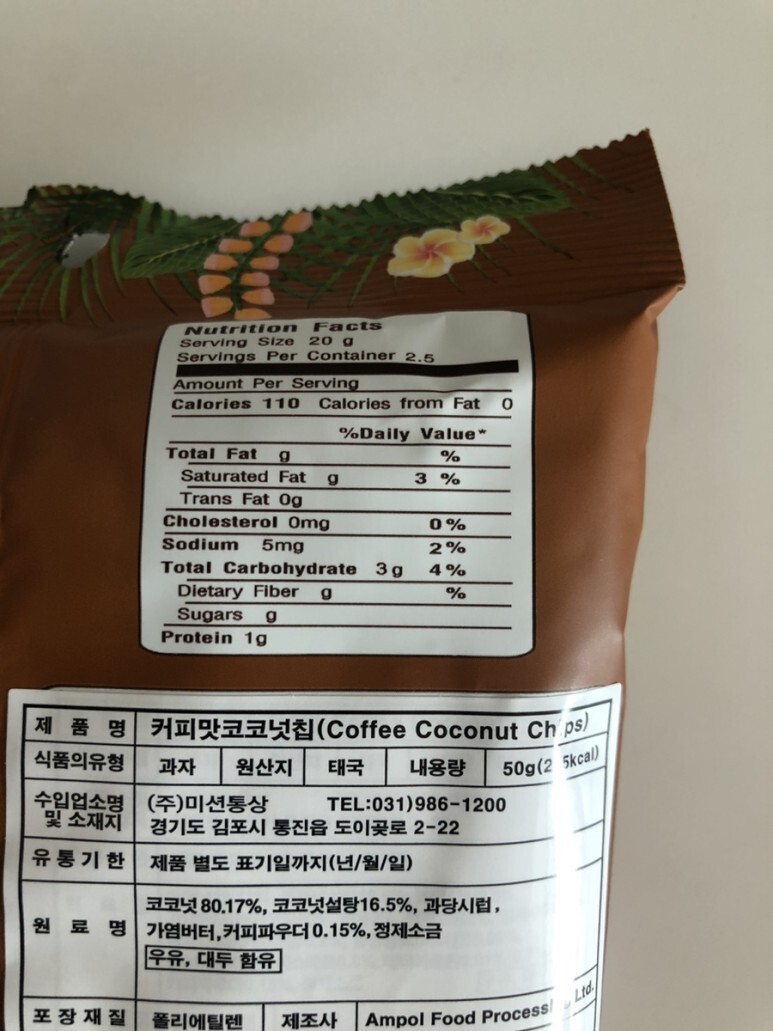 Nutrition Facts
Serving Size 20 g
Servings Per Container 2.5
Amount Per Serving
Calories 110 Calories from Fat 0
%Daily Value*
Total Fat g %
Saturated Fat g 3 %
Trans Fat 0g
Cholesterol 0mg 0%
Sodium 5mg 2%
Total Carbohydrate 3g 4%
Dietary Fiber g %
Sugars g
Protein 1g
제 품 명 커피맛코코넛칩(Coffee Coconut Chips)
식품의유형 과자 원산지 태국 내용량 50g
수입업소명 (주)미션통상 TEL:031)986-1200
및 소재지 경기도 김포시 통진읍 도이곶로 2-22
유통기한 제품 별도 표기일까지(년/월/일)
코코넛 80.17%, 코코넛설탕16.5%, 과당시럽,
원 료 명 가염버터,커피파우더 0.15%, 정제소금
우유, 대두 함유
포장재질 폴리에틸렌 제조사 Ampol Food Ltd.